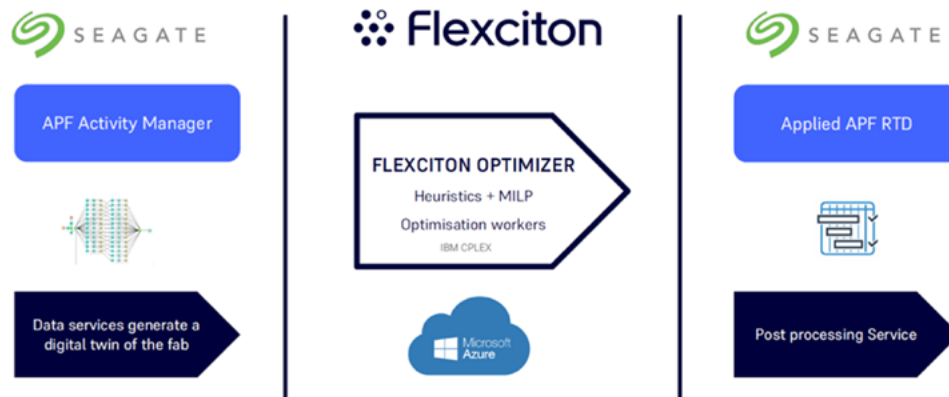 SEAGATE
APF Activity Manager
Data services generate a
digital twin of the fab
Flexciton
FLEXCITON OPTIMIZER
Heuristics + MILP
Optimisation workers
IBM CPLEX
Microsoft
Azure
SEAGATE
Applied APF RTD
Post processing Service